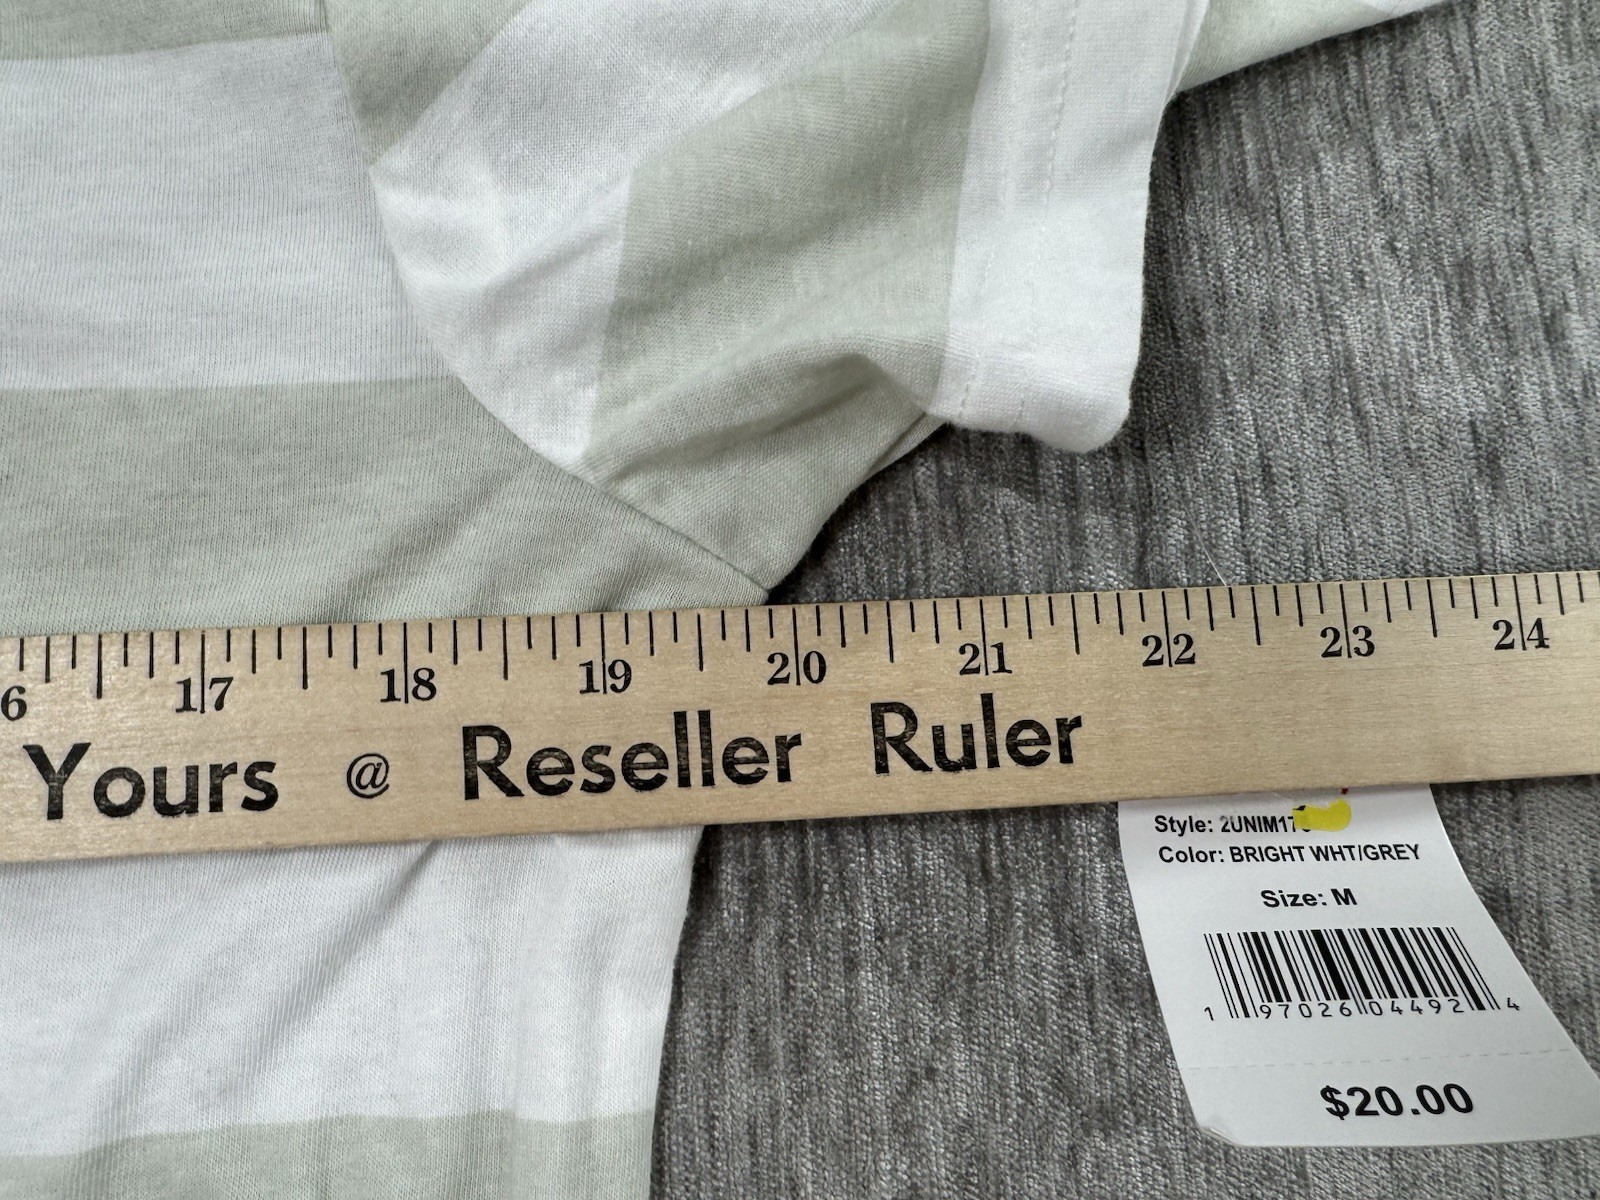 6 17 18 19 20 21 22 23 24
Yours @ Reseller Ruler
Style: 2UNIM17
Color: BRIGHT WHT/GREY
Size: M
1 97026 04492 4
$20.00